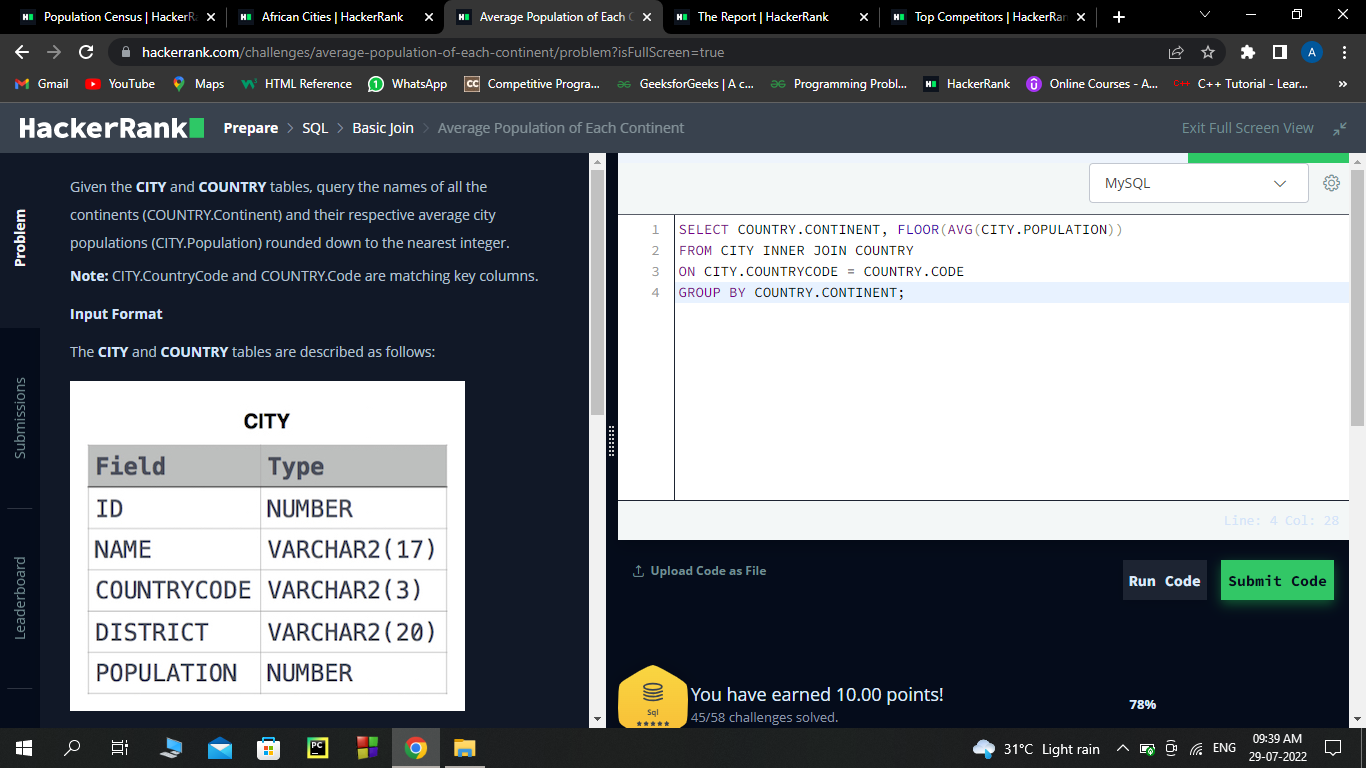 Population Census | HackerR
African Cities | HackerRank
Average Population of Each C
The Report | HackerRank
Top Competitors | HackerRan
hackerrank.com/challenges/average-population-of-each-continent/problem?isFullScreen=true
A
Gmail
YouTube
Maps
HTML Reference
WhatsApp
CC Competitive Progra...
GeeksforGeeks | A c...
Programming Probl...
HackerRank
Online Courses - A...
C++ C++ Tutorial - Lear...
»
HackerRank
Prepare > SQL > Basic Join > Average Population of Each Continent
Exit Full Screen View
Problem
Submissions
Leaderboard
Given the CITY and COUNTRY tables, query the names of all the
continents (COUNTRY.Continent) and their respective average city
populations (CITY.Population) rounded down to the nearest integer.
Note: CITY.CountryCode and COUNTRY.Code are matching key columns.
Input Format
The CITY and COUNTRY tables are described as follows:
CITY
Field Type
ID NUMBER
NAME VARCHAR2(17)
COUNTRYCODE VARCHAR2(3)
DISTRICT VARCHAR2(20)
POPULATION NUMBER
MySQL
1 SELECT COUNTRY.CONTINENT, FLOOR(AVG(CITY.POPULATION))
2 FROM CITY INNER JOIN COUNTRY
3 ON CITY.COUNTRYCODE = COUNTRY.CODE
4 GROUP BY COUNTRY.CONTINENT;
Line: 4 Col: 28
Upload Code as File
Run Code
Submit Code
Sql
You have earned 10.00 points!
45/58 challenges solved.
78%
PC
31°C Light rain
ENG
09:39 AM
29-07-2022